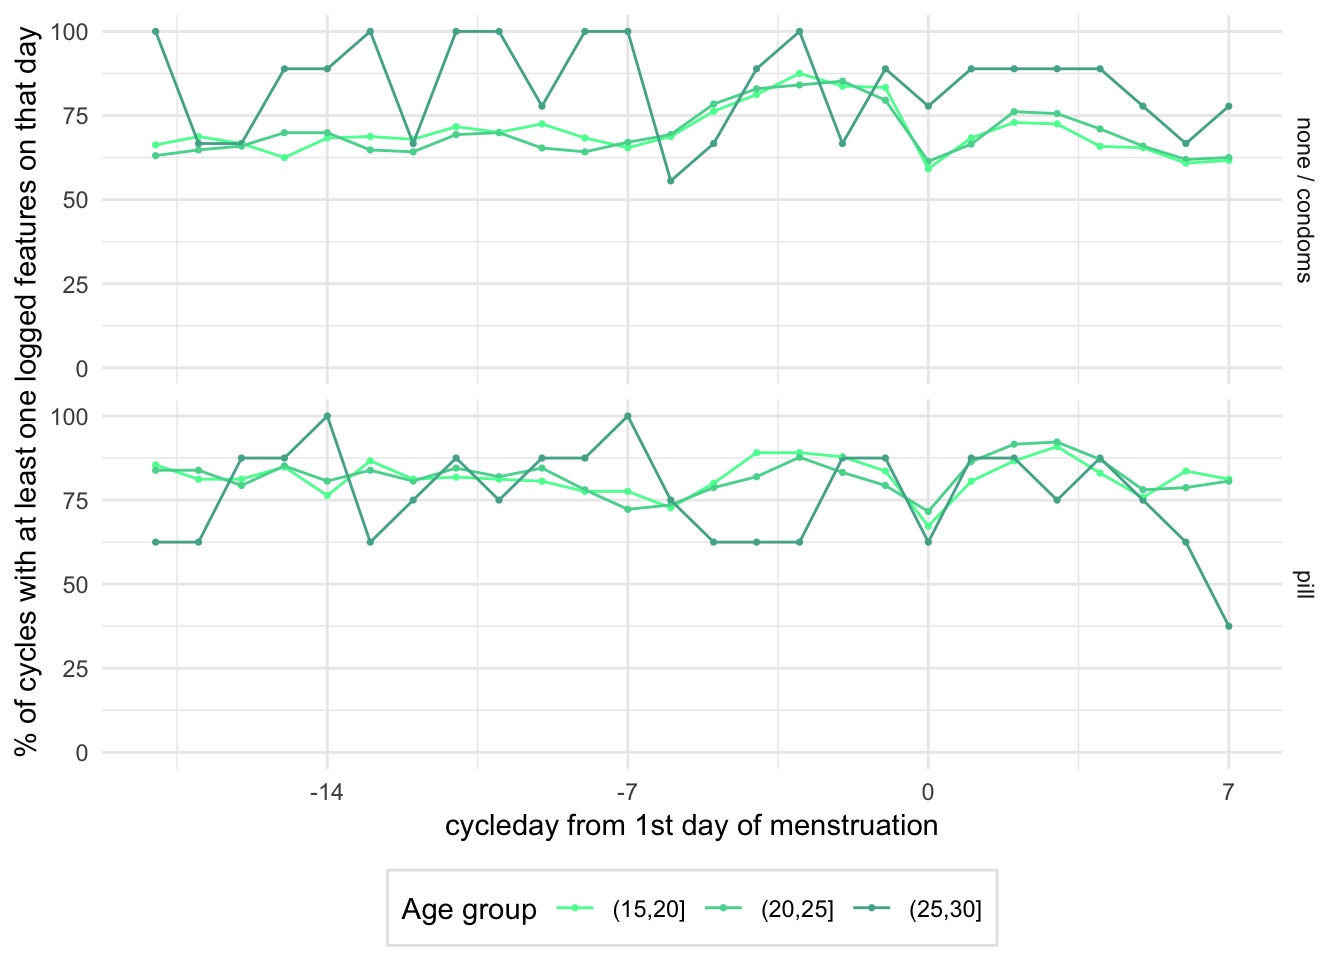 % of cycles with at least one logged features on that day
100
75
50
25
0
none / condoms
100
75
50
25
0
pill
-14 -7 0 7
cycleday from 1st day of menstruation
Age group (15,20] (20,25] (25,30]